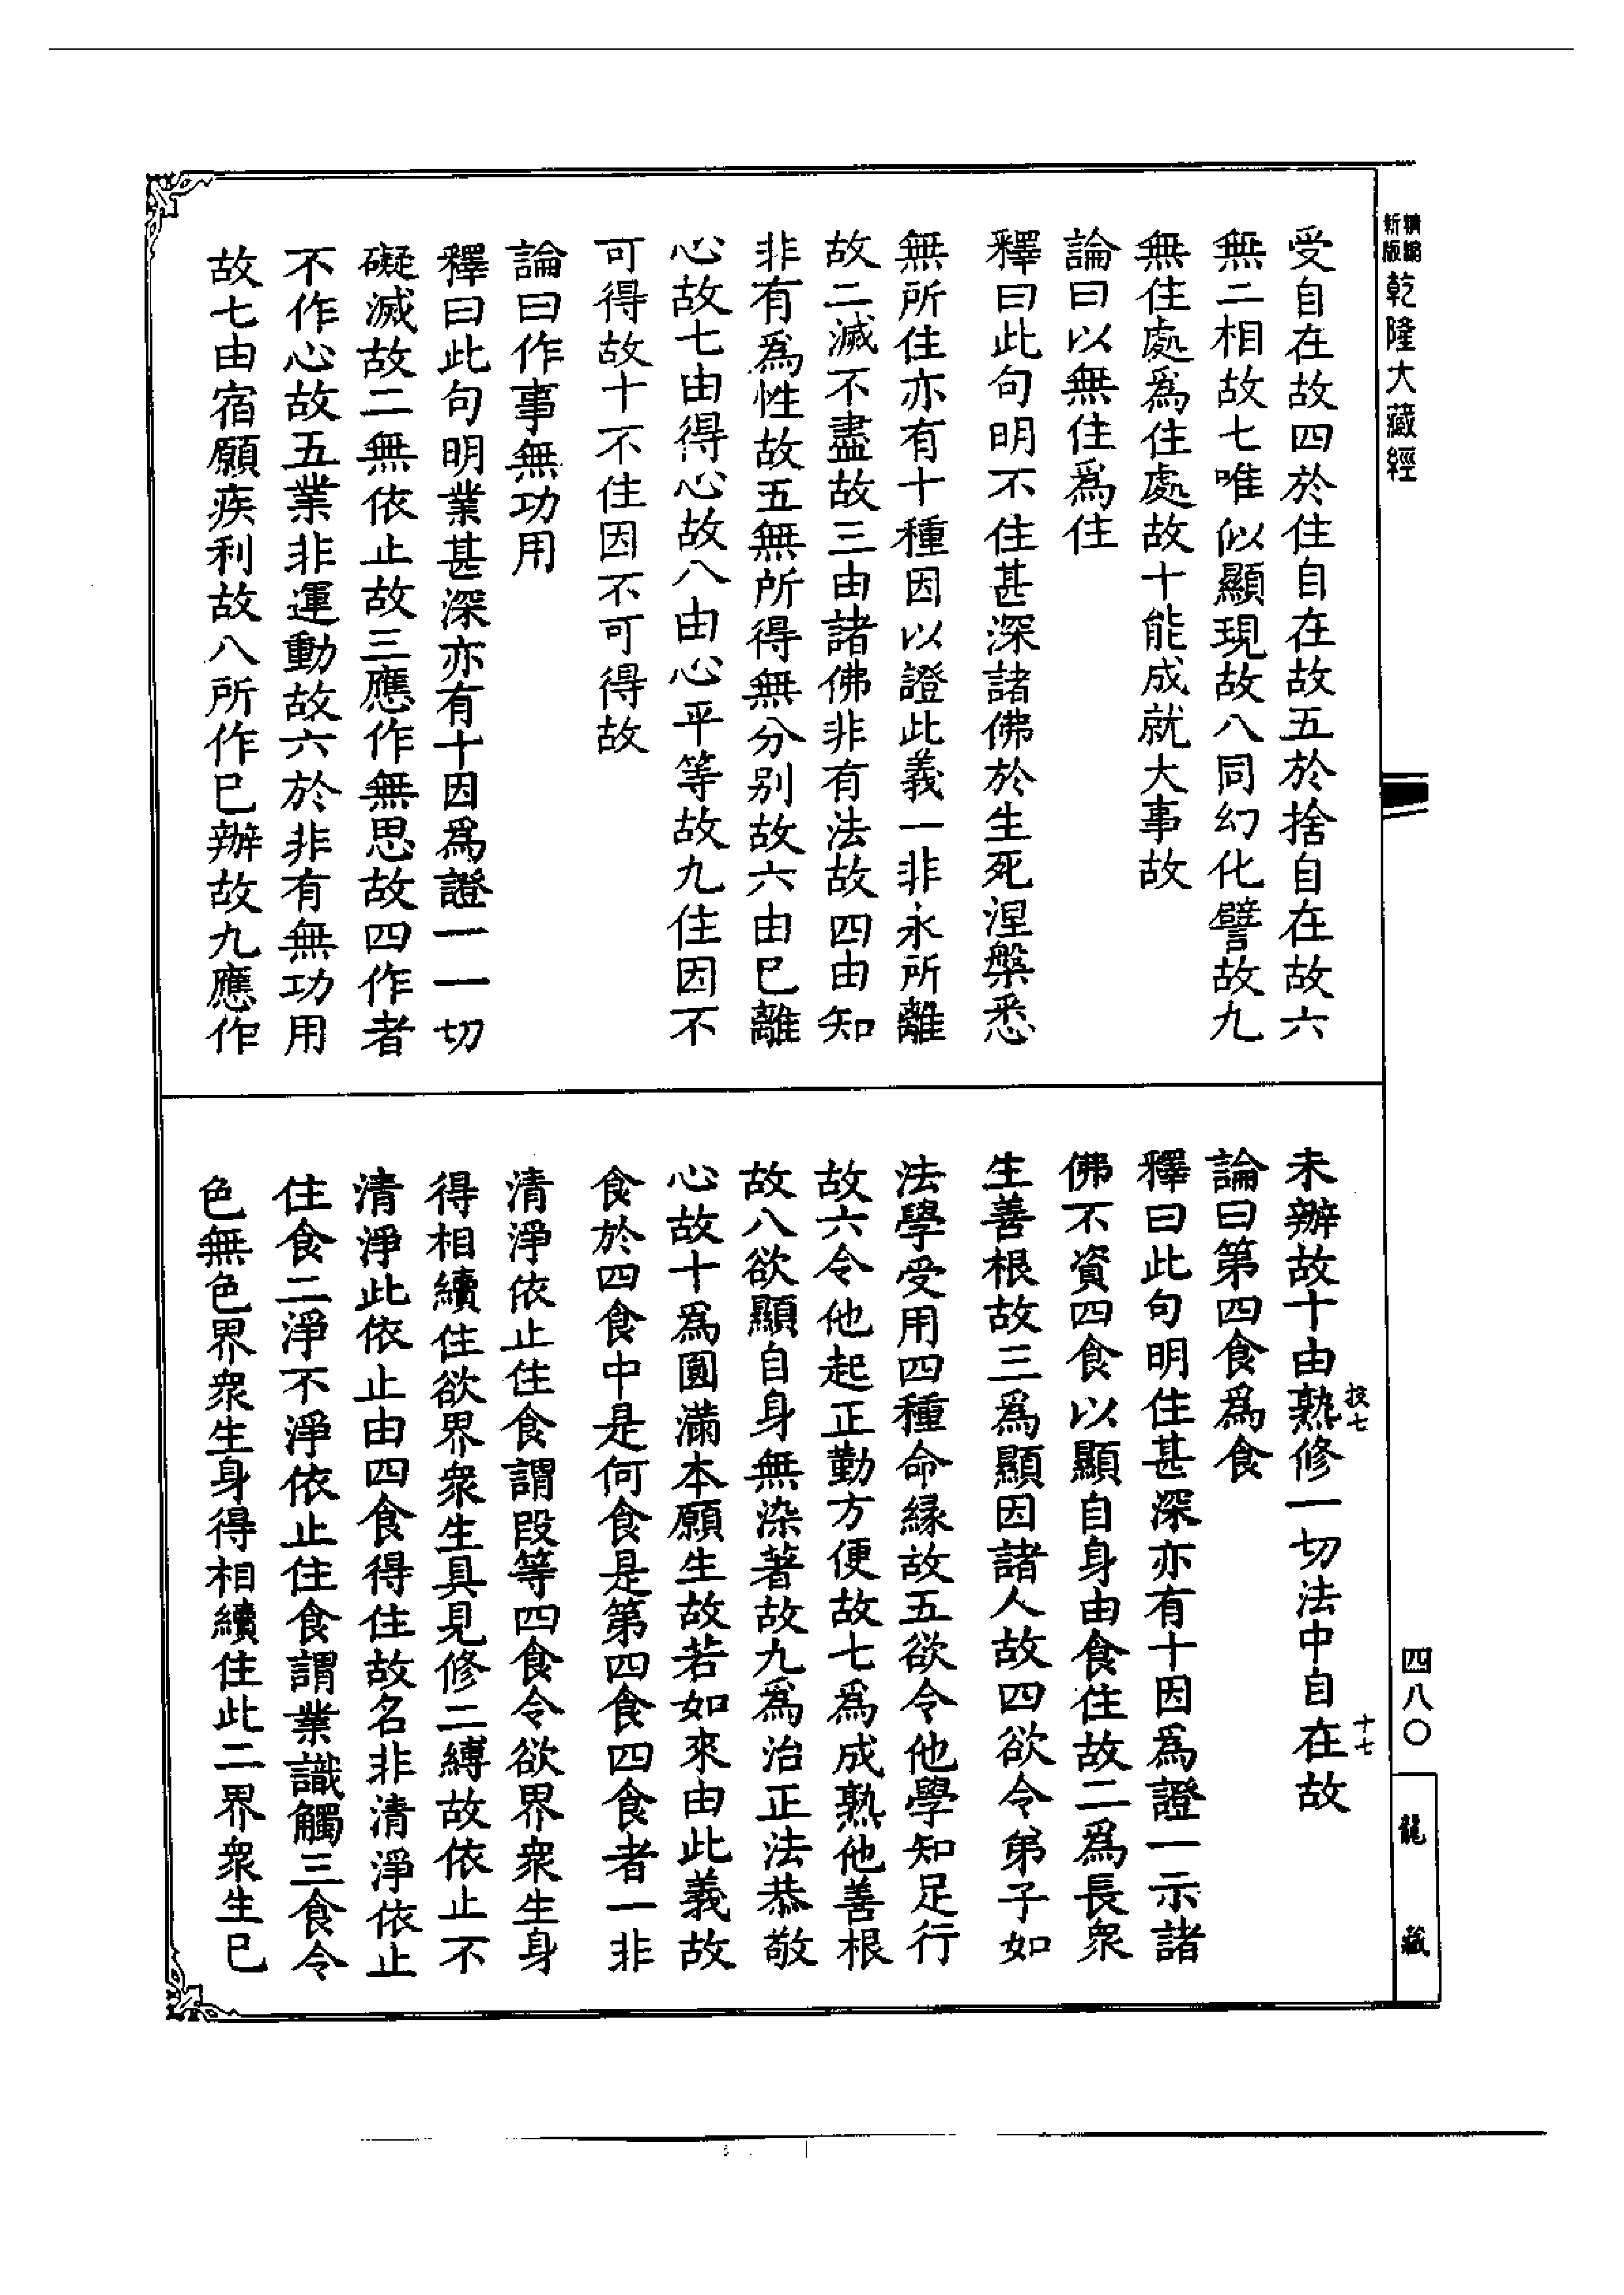 精編
新版
乾隆大藏經
受自在故四於住自在故五於捨自在故六
無二相故七唯似顯現故八同幻化譬故九
無住處爲住處故十能成就大事故
論曰以無住爲住
釋曰此句明不住甚深諸佛於生死涅槃悉
無所住亦有十種因以證此義一非永所離
故二滅不盡故三由諸佛非有法故四由知
非有爲性故五無所得無分别故六由已離
心故七由得心故八由心平等故九住因不
可得故十不住因不可得故
論曰作事無功用
釋曰此句明業甚深亦有十因爲證一一切
礙滅故二無依止故三應作無思故四作者
不作心故五業非運動故六於非有無功用
故七由宿願疾利故八所作已辦故九應作
未辦故十由熟修一切法中自在故
論曰第四食爲食
釋曰此句明住甚深亦有十因爲證一示諸
佛不資四食以顯自身由食住故二爲長衆
生善根故三爲顯因諸人故四欲令弟子如
法學受用四種命緣故五欲令他學知足行
故六令他起正勤方便故七爲成熟他善根
故八欲顯自身無染著故九爲治正法恭敬
心故十爲圓滿本願生故若如來由此義故
食於四食中是何食是第四食四食者一非
清淨依止住食謂段等四食令欲界衆生身
得相續住欲界衆生具見修二縛故依止不
清淨此依止由四食得住故名非清淨依止
住食二淨不淨依止住食謂業識觸三食令
色無色界衆生身得相續住此二界衆生已
技七
十七
四八〇
龍藏